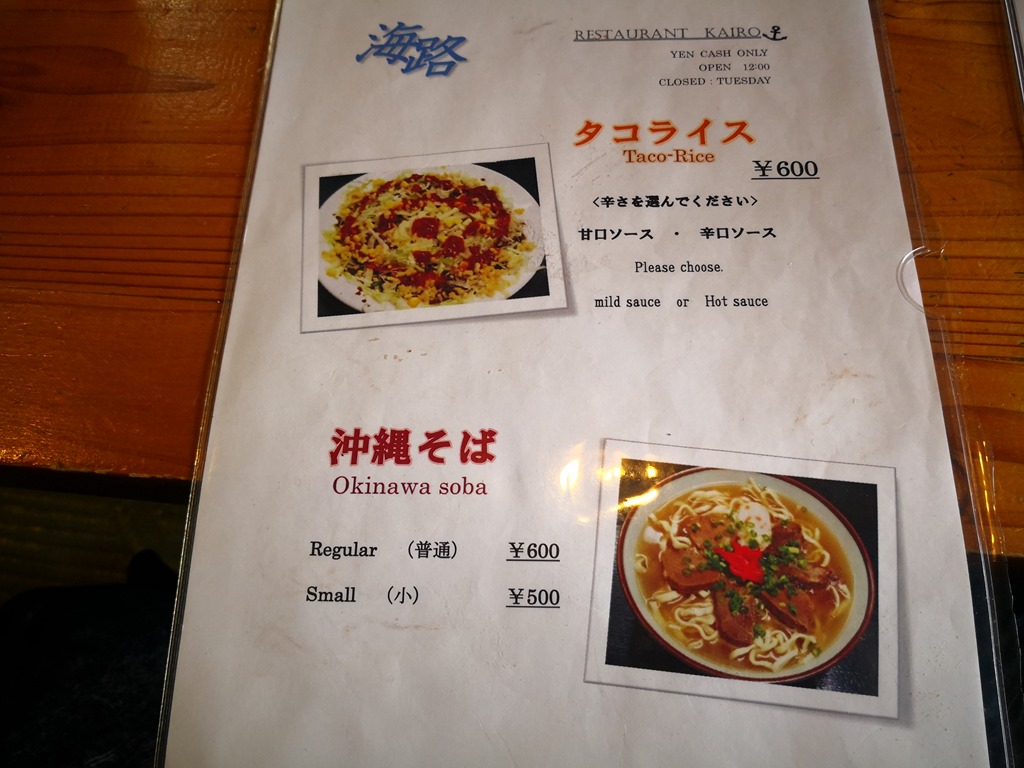 海路
RESTAURANT KAIRO
YEN CASH ONLY
OPEN 12:00
CLOSED : TUESDAY
タコライス
Taco-Rice
￥600
<辛さを選んでください>
甘口ソース ・ 辛口ソース
Please choose.
mild sauce or Hot sauce
沖縄そば
Okinawa soba
Regular （普通） ￥600
Small （小） ￥500